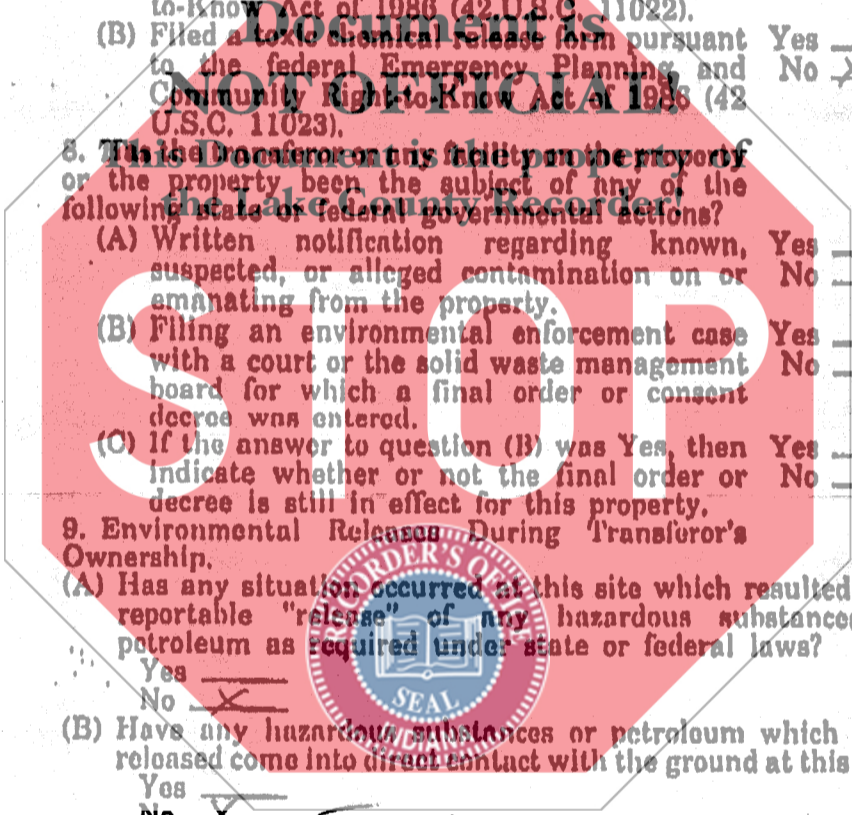 to-Know Act of 1986 (42 U.S.C. 11022).
Document is
(B) Filed a toxic chemical release form pursuant Yes
to the federal Emergency Planning and No X
NOT OFFICIAL!
Community Right-to-Know Act of 1986 (42
U.S.C. 11023).
This Document is the property of
8. Has the transferor or any facility on the property
or the property been the subject of any of the
the Lake County Recorder!
following state or federal governmental actions?
(A) Written notification regarding known, Yes
suspected, or alleged contamination on or No
emanating from the property.
(B) Filing an environmental enforcement case Yes
with a court or the solid waste management No
board for which a final order or consent
decree was entered.
STOP
(C) If the answer to question (B) was Yes, then Yes
indicate whether or not the final order or No
decree is still in effect for this property.
9. Environmental Releases During Transferor's
Ownership.
(A) Has any situation occurred at this site which resulted
reportable "release" of any hazardous substances
petroleum as required under state or federal laws?
Yes
No X
RECORDER'S OFFICE
SEAL
INDIANA
(B) Have any hazardous substances or petroleum which
released come into direct contact with the ground at this
Yes
No X